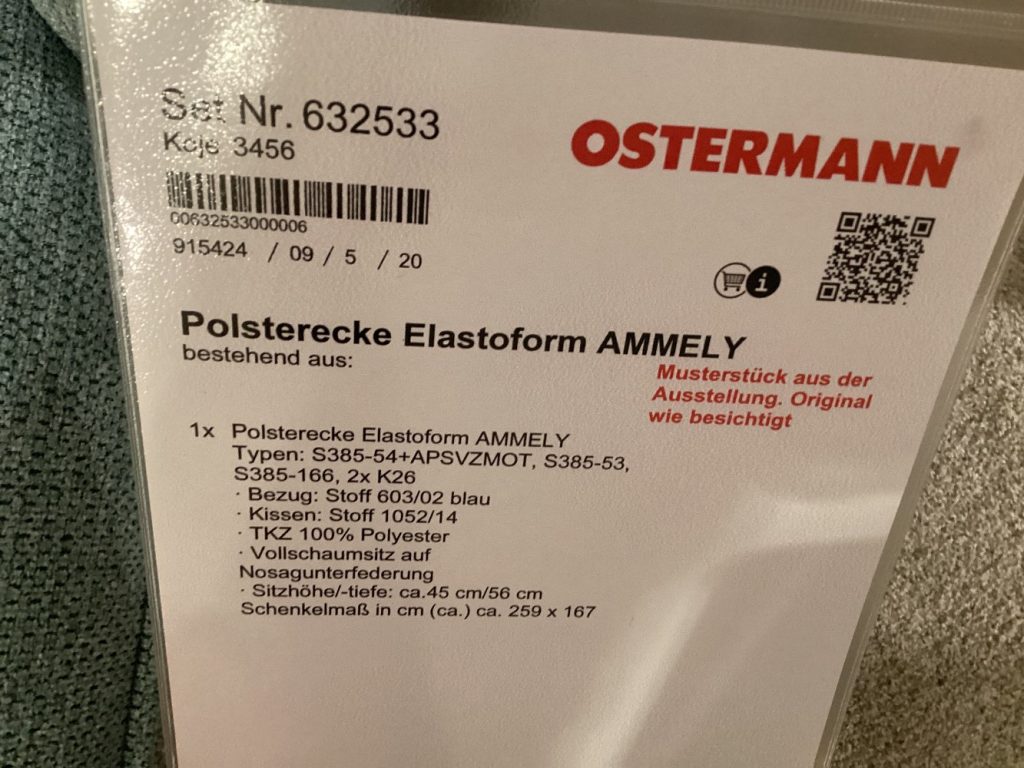 Set Nr. 632533
Koje 3456
OSTERMANN
00632533000006
915424 / 09 / 5 / 20
i
Polsterecke Elastoform AMMELY
bestehend aus:
Musterstück aus der
Ausstellung. Original
wie besichtigt
1x Polsterecke Elastoform AMMELY
Typen: S385-54+APSVZMOT, S385-53,
S385-166, 2x K26
· Bezug: Stoff 603/02 blau
· Kissen: Stoff 1052/14
· TKZ 100% Polyester
· Vollschaumsitz auf
Nosagunterfederung
· Sitzhöhe/-tiefe: ca.45 cm/56 cm
Schenkelmaß in cm (ca.) ca. 259 x 167